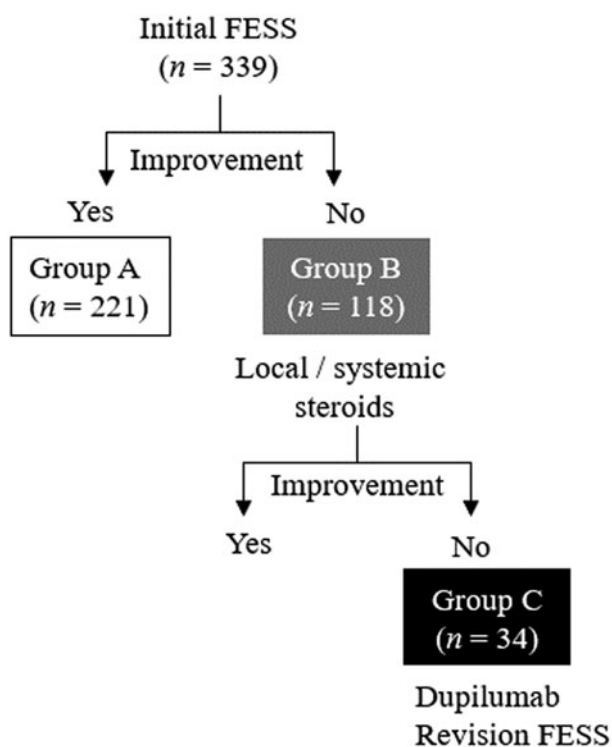 Initial FESS
(n = 339)
Improvement
Yes
No
Group A
(n = 221)
Group B
(n = 118)
Local / systemic
steroids
Improvement
Yes
No
Group C
(n = 34)
Dupilumab
Revision FESS